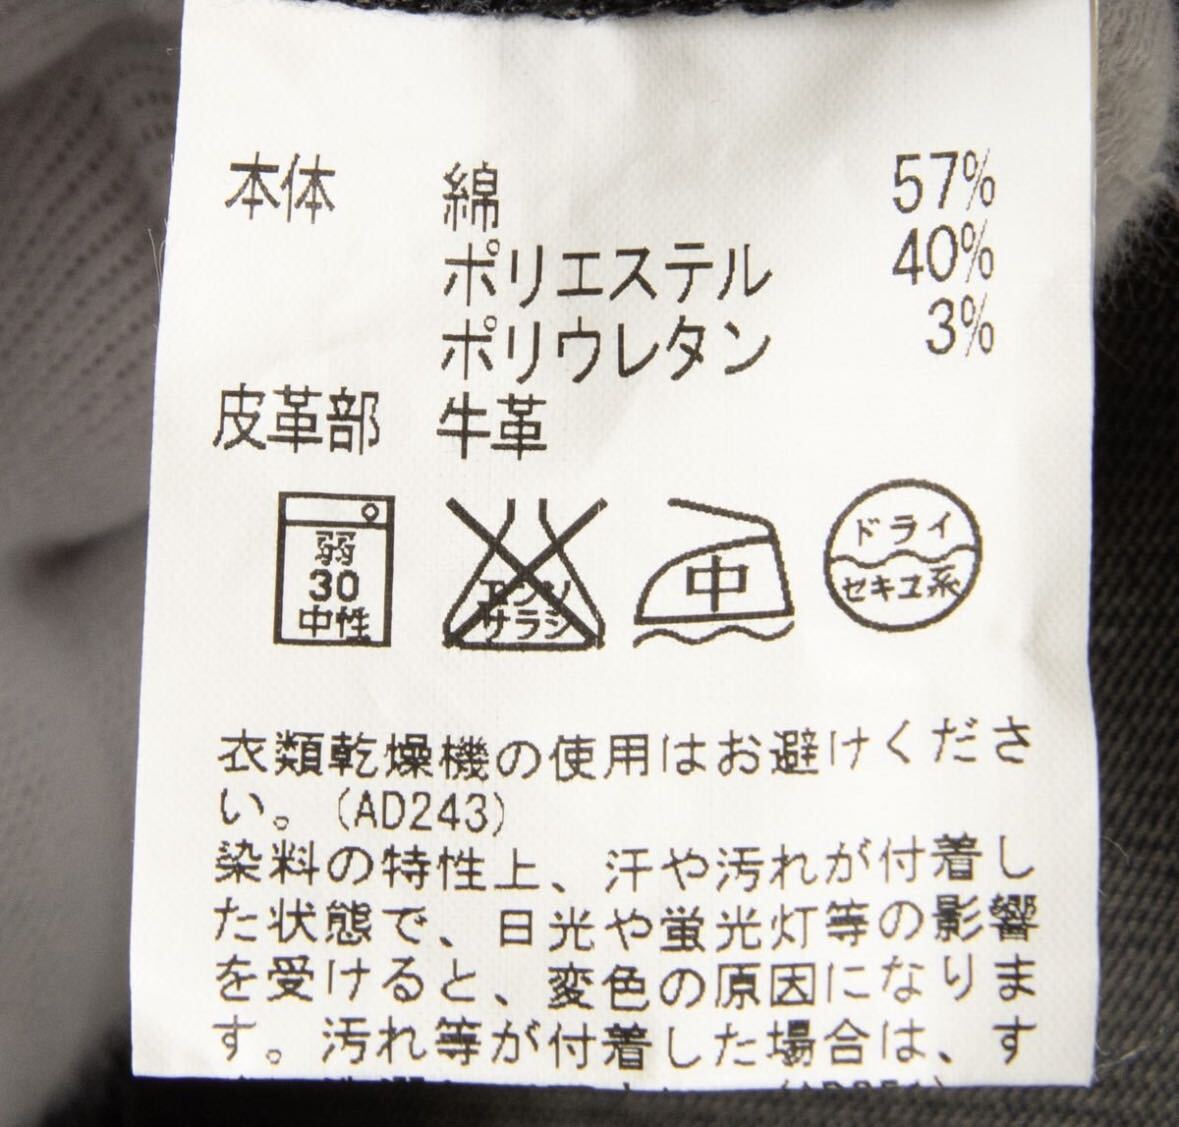 本体 綿 57%
ポリエステル 40%
ポリウレタン 3%
皮革部 牛革
弱
30
中性
エンソ
サラシ
中
ドライ
セキユ系
衣類乾燥機の使用はお避けくださ
い。(AD243)
染料の特性上、汗や汚れが付着し
た状態で、日光や蛍光灯等の影響
を受けると、変色の原因になりま
す。汚れ等が付着した場合は、す